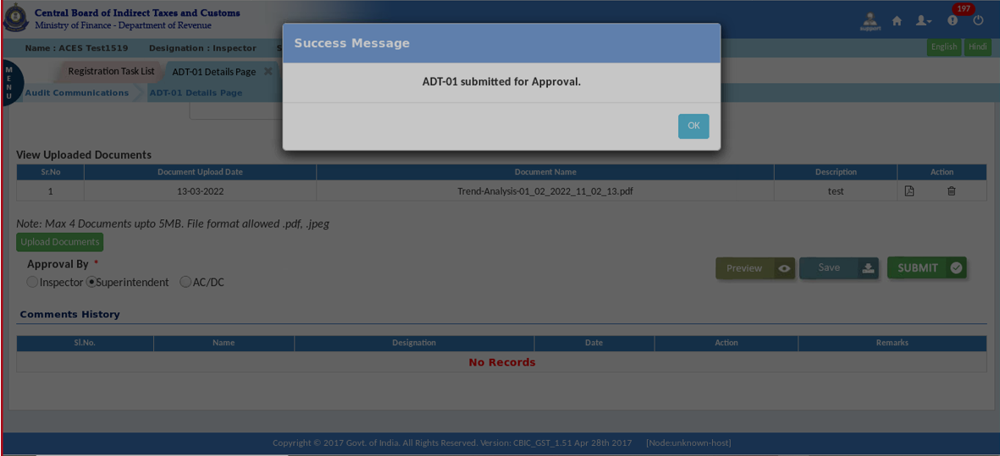 Central Board of Indirect Taxes and Customs
Ministry of Finance - Department of Revenue
197
support
Name : ACES Test1519 Designation : Inspector S
English Hindi
MENU
Registration Task List ADT-01 Details Page
Audit Communications ADT-01 Details Page
Success Message
ADT-01 submitted for Approval.
OK
View Uploaded Documents
Sr.No Document Upload Date Document Name Description Action
1 13-03-2022 Trend-Analysis-01_02_2022_11_02_13.pdf test
Note: Max 4 Documents upto 5MB. File format allowed .pdf, .jpeg
Upload Documents
Approval By *
Inspector Superintendent AC/DC
Preview Save SUBMIT
Comments History
Sl.No. Name Designation Date Action Remarks
No Records
Copyright © 2017 Govt. of India. All Rights Reserved. Version: CBIC_GST_1.51 Apr 28th 2017 [Node:unknown-host]